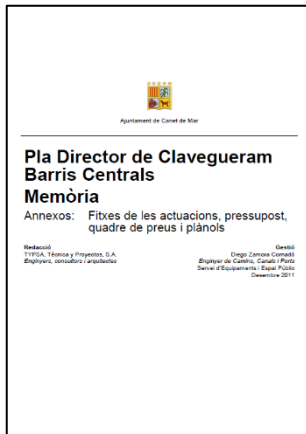 Ajuntament de Canet de Mar
Pla Director de Clavegueram
Barris Centrals
Memòria
Annexos: Fitxes de les actuacions, pressupost,
quadre de preus i plànols
Redacció
TYPSA, Técnica y Proyectos, S.A.
Enginyers, consultors i arquitectes
Gestió
Diego Zamora Comadó
Enginyer de Camins, Canals i Ports
Servei d'Equipaments i Espai Públic
Desembre 2011